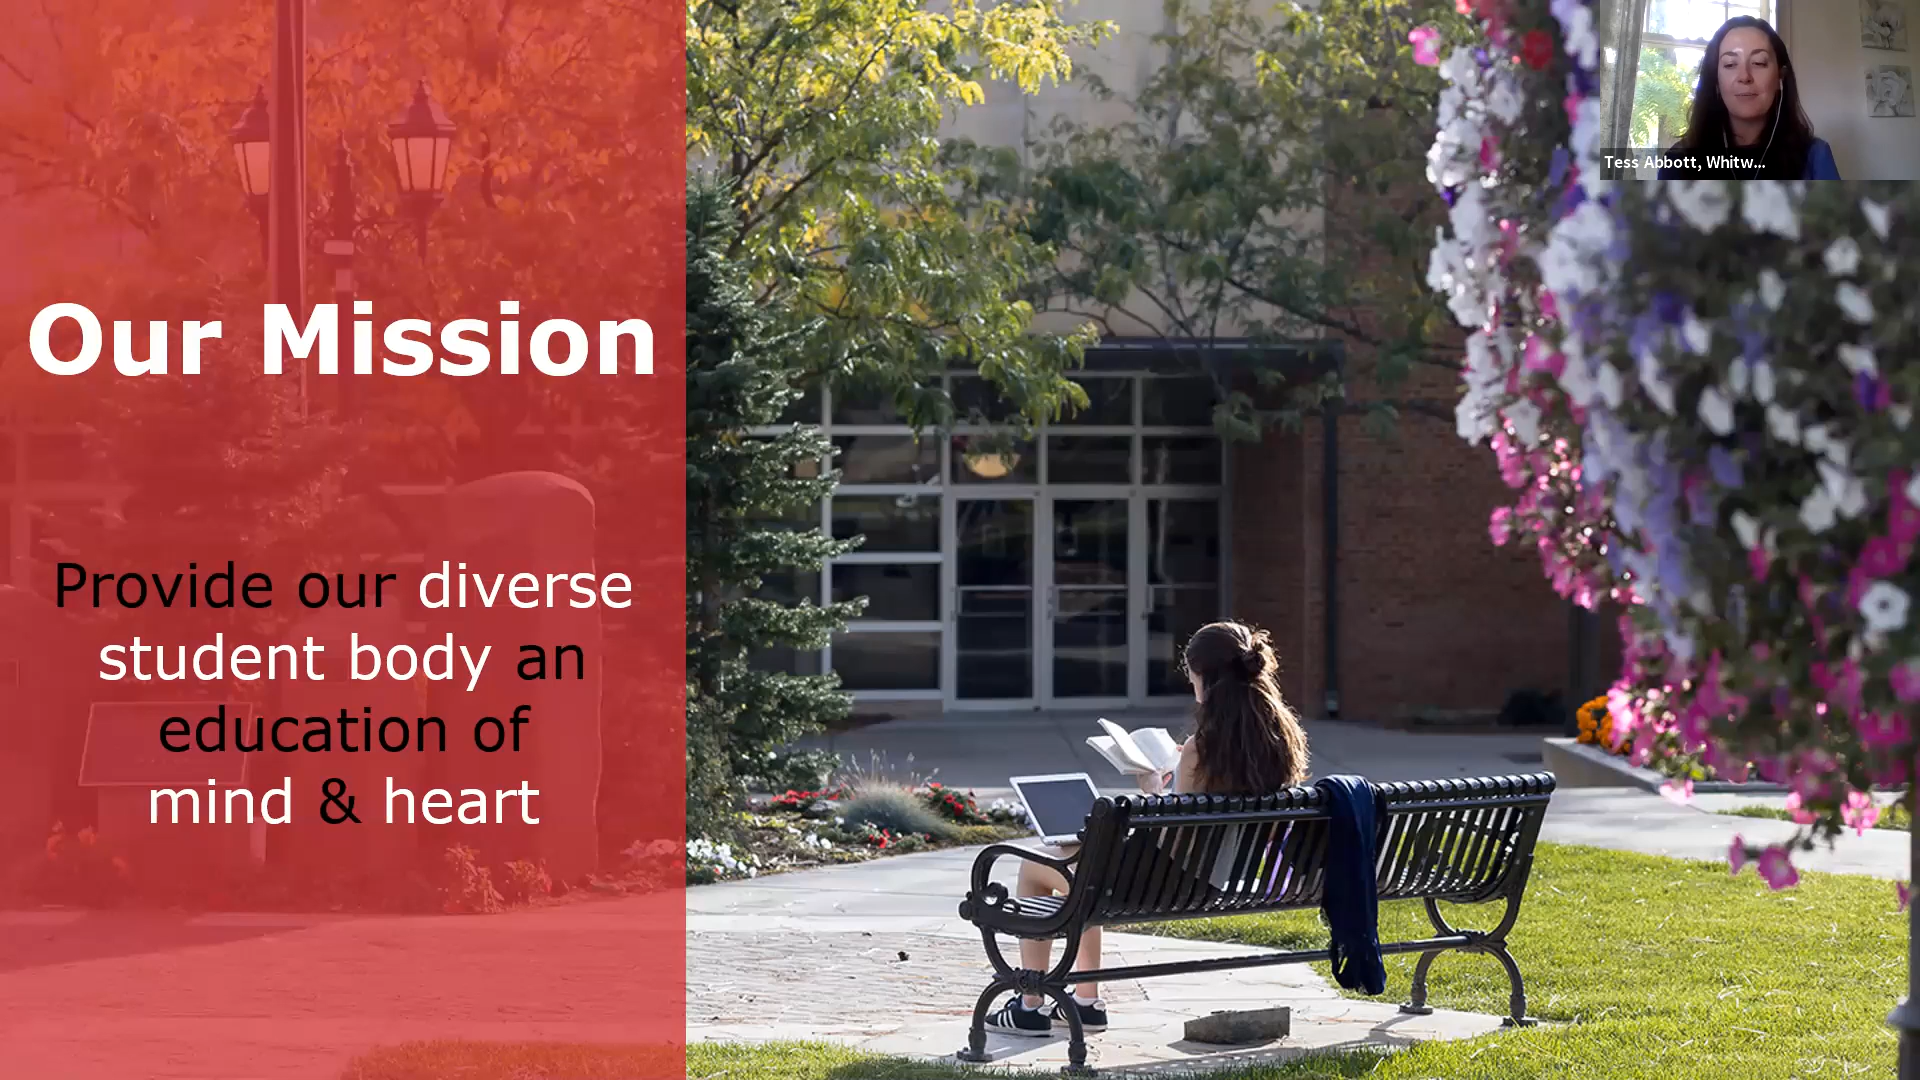 Our Mission
Provide our diverse
student body an
education of
mind & heart
Tess Abbott, Whitw...